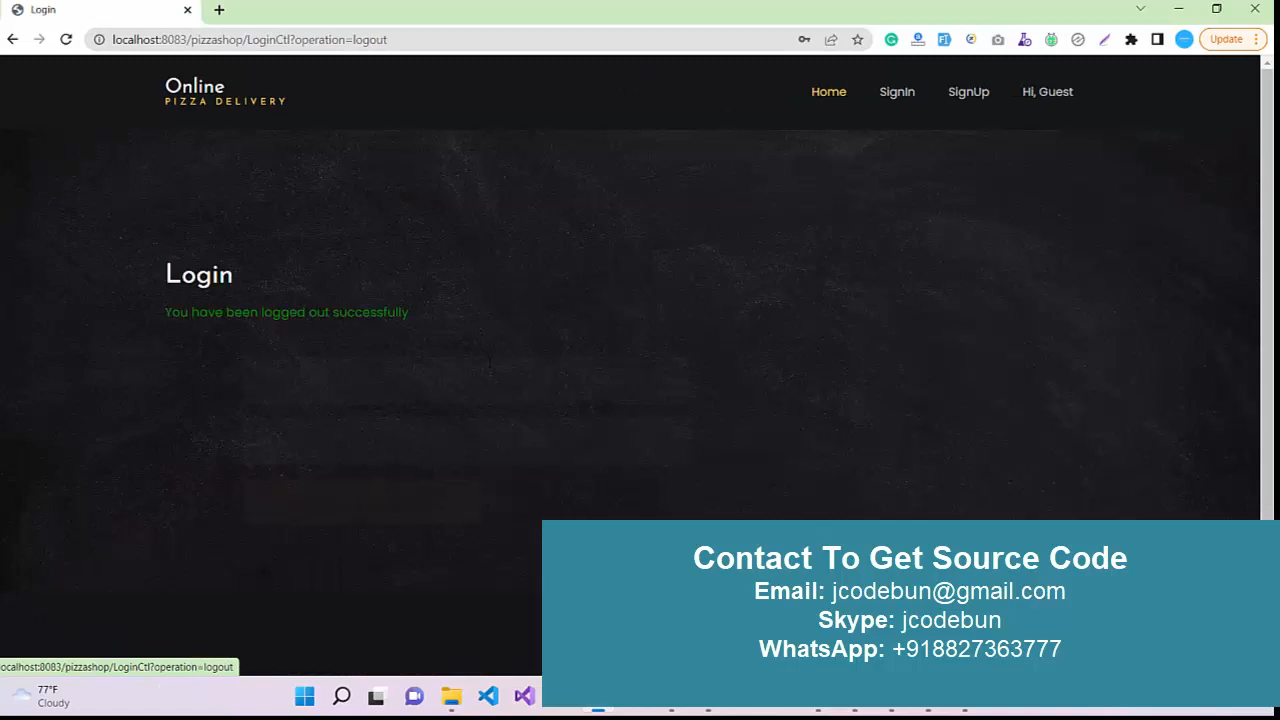 Login
localhost:8083/pizzashop/LoginCtl?operation=logout
Update
Online
PIZZA DELIVERY
Home
SignIn
SignUp
Hi, Guest
Login
You have been logged out successfully
Contact To Get Source Code
Email: jcodebun@gmail.com
Skype: jcodebun
WhatsApp: +918827363777
ocalhost:8083/pizzashop/LoginCtl?operation=logout
77°F
Cloudy